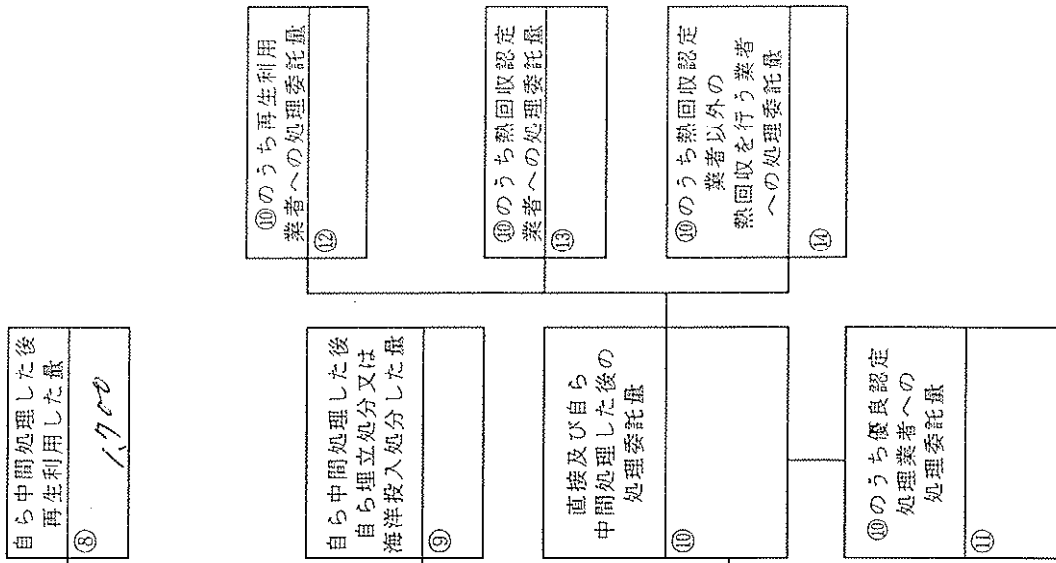 自ら中間処理した後
再生利用した量
⑧
1,700
自ら中間処理した後
自ら埋立処分又は
海洋投入処分した量
⑨
直接及び自ら
中間処理した後の
処理委託量
⑩
⑩のうち優良認定
処理業者への
処理委託量
⑪
⑩のうち再生利用
業者への処理委託量
⑫
⑩のうち熱回収認定
業者への処理委託量
⑬
⑩のうち熱回収認定
業者以外の
熱回収を行う業者
への処理委託量
⑭